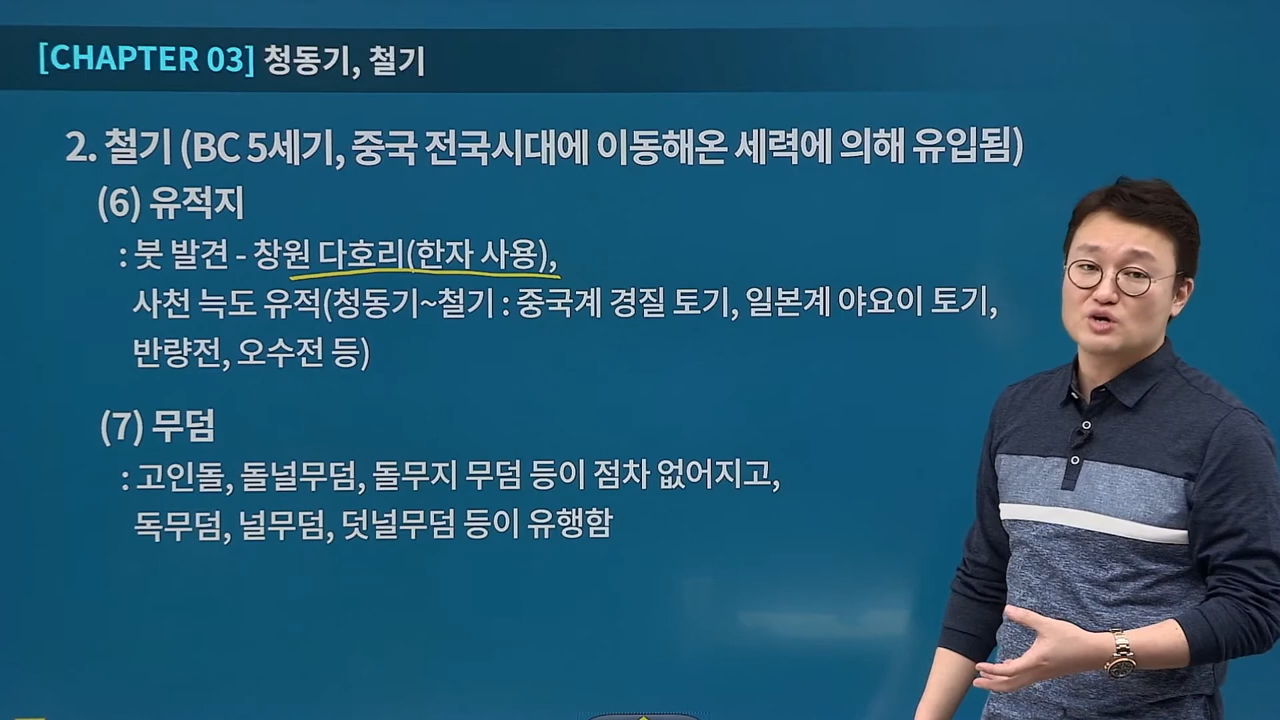 [CHAPTER 03] 청동기, 철기
2. 철기 (BC 5세기, 중국 전국시대에 이동해온 세력에 의해 유입됨)
(6) 유적지
: 붓 발견 - 창원 다호리(한자 사용),
사천 늑도 유적(청동기~철기 : 중국계 경질 토기, 일본계 야요이 토기,
반량전, 오수전 등)
(7) 무덤
: 고인돌, 돌널무덤, 돌무지 무덤 등이 점차 없어지고,
독무덤, 널무덤, 덧널무덤 등이 유행함